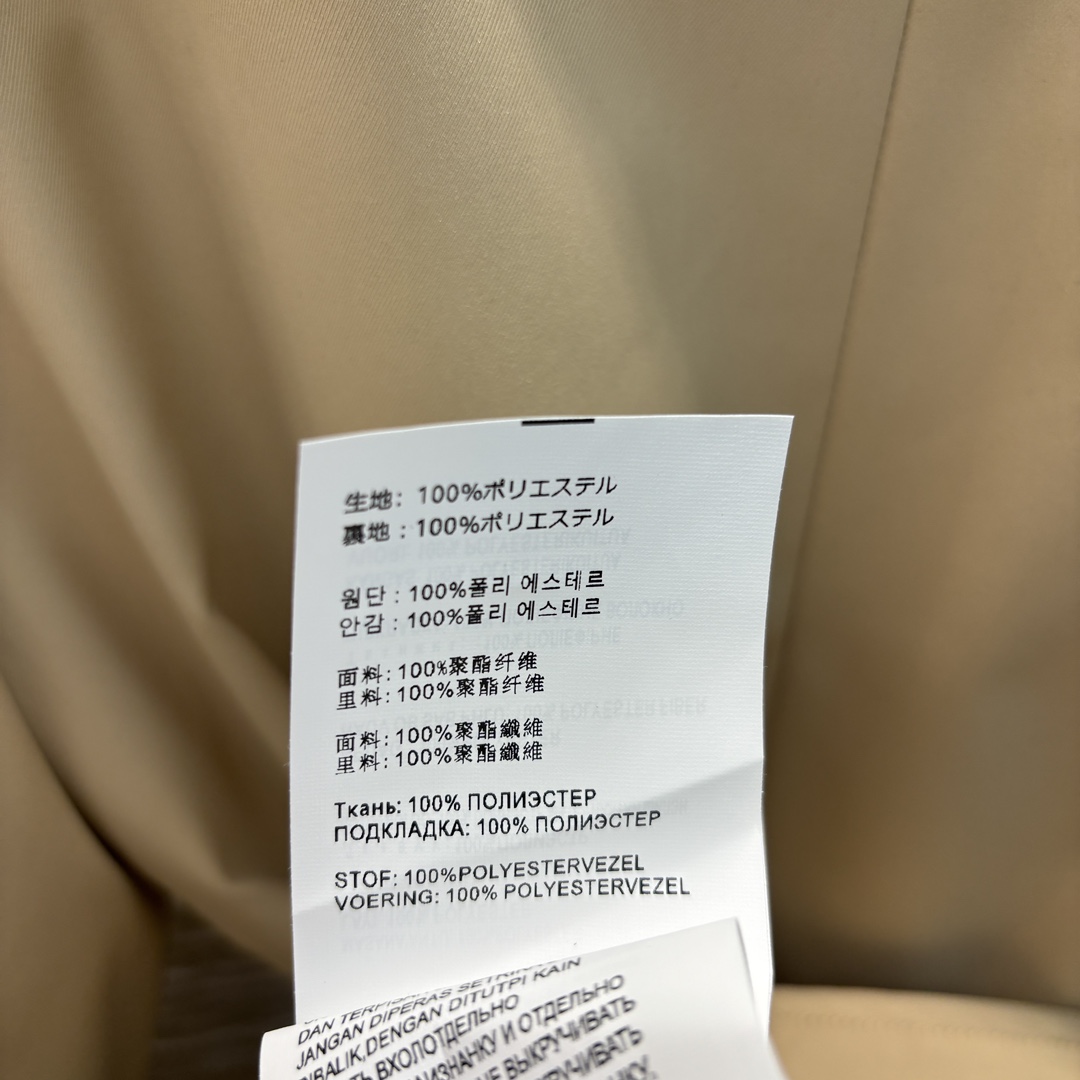 生地: 100%ポリエステル
裏地: 100%ポリエステル
원단: 100%폴리 에스테르
안감: 100%폴리 에스테르
面料: 100%聚酯纤维
里料: 100%聚酯纤维
面料: 100%聚酯纖維
里料: 100%聚酯纖維
Ткань: 100% ПОЛИЭСТЕР
ПОДКЛАДКА: 100% ПОЛИЭСТЕР
STOF: 100%POLYESTERVEZEL
VOERING: 100% POLYESTERVEZEL
DAN DIPERAS
JANGAN DIPERAS, DENGAN DITUTPI KAIN
DIBALIK, ВХОЛОТДЕЛЬНО
И ОТДЕЛЬНО
ВЫКРУЧИВАТЬ